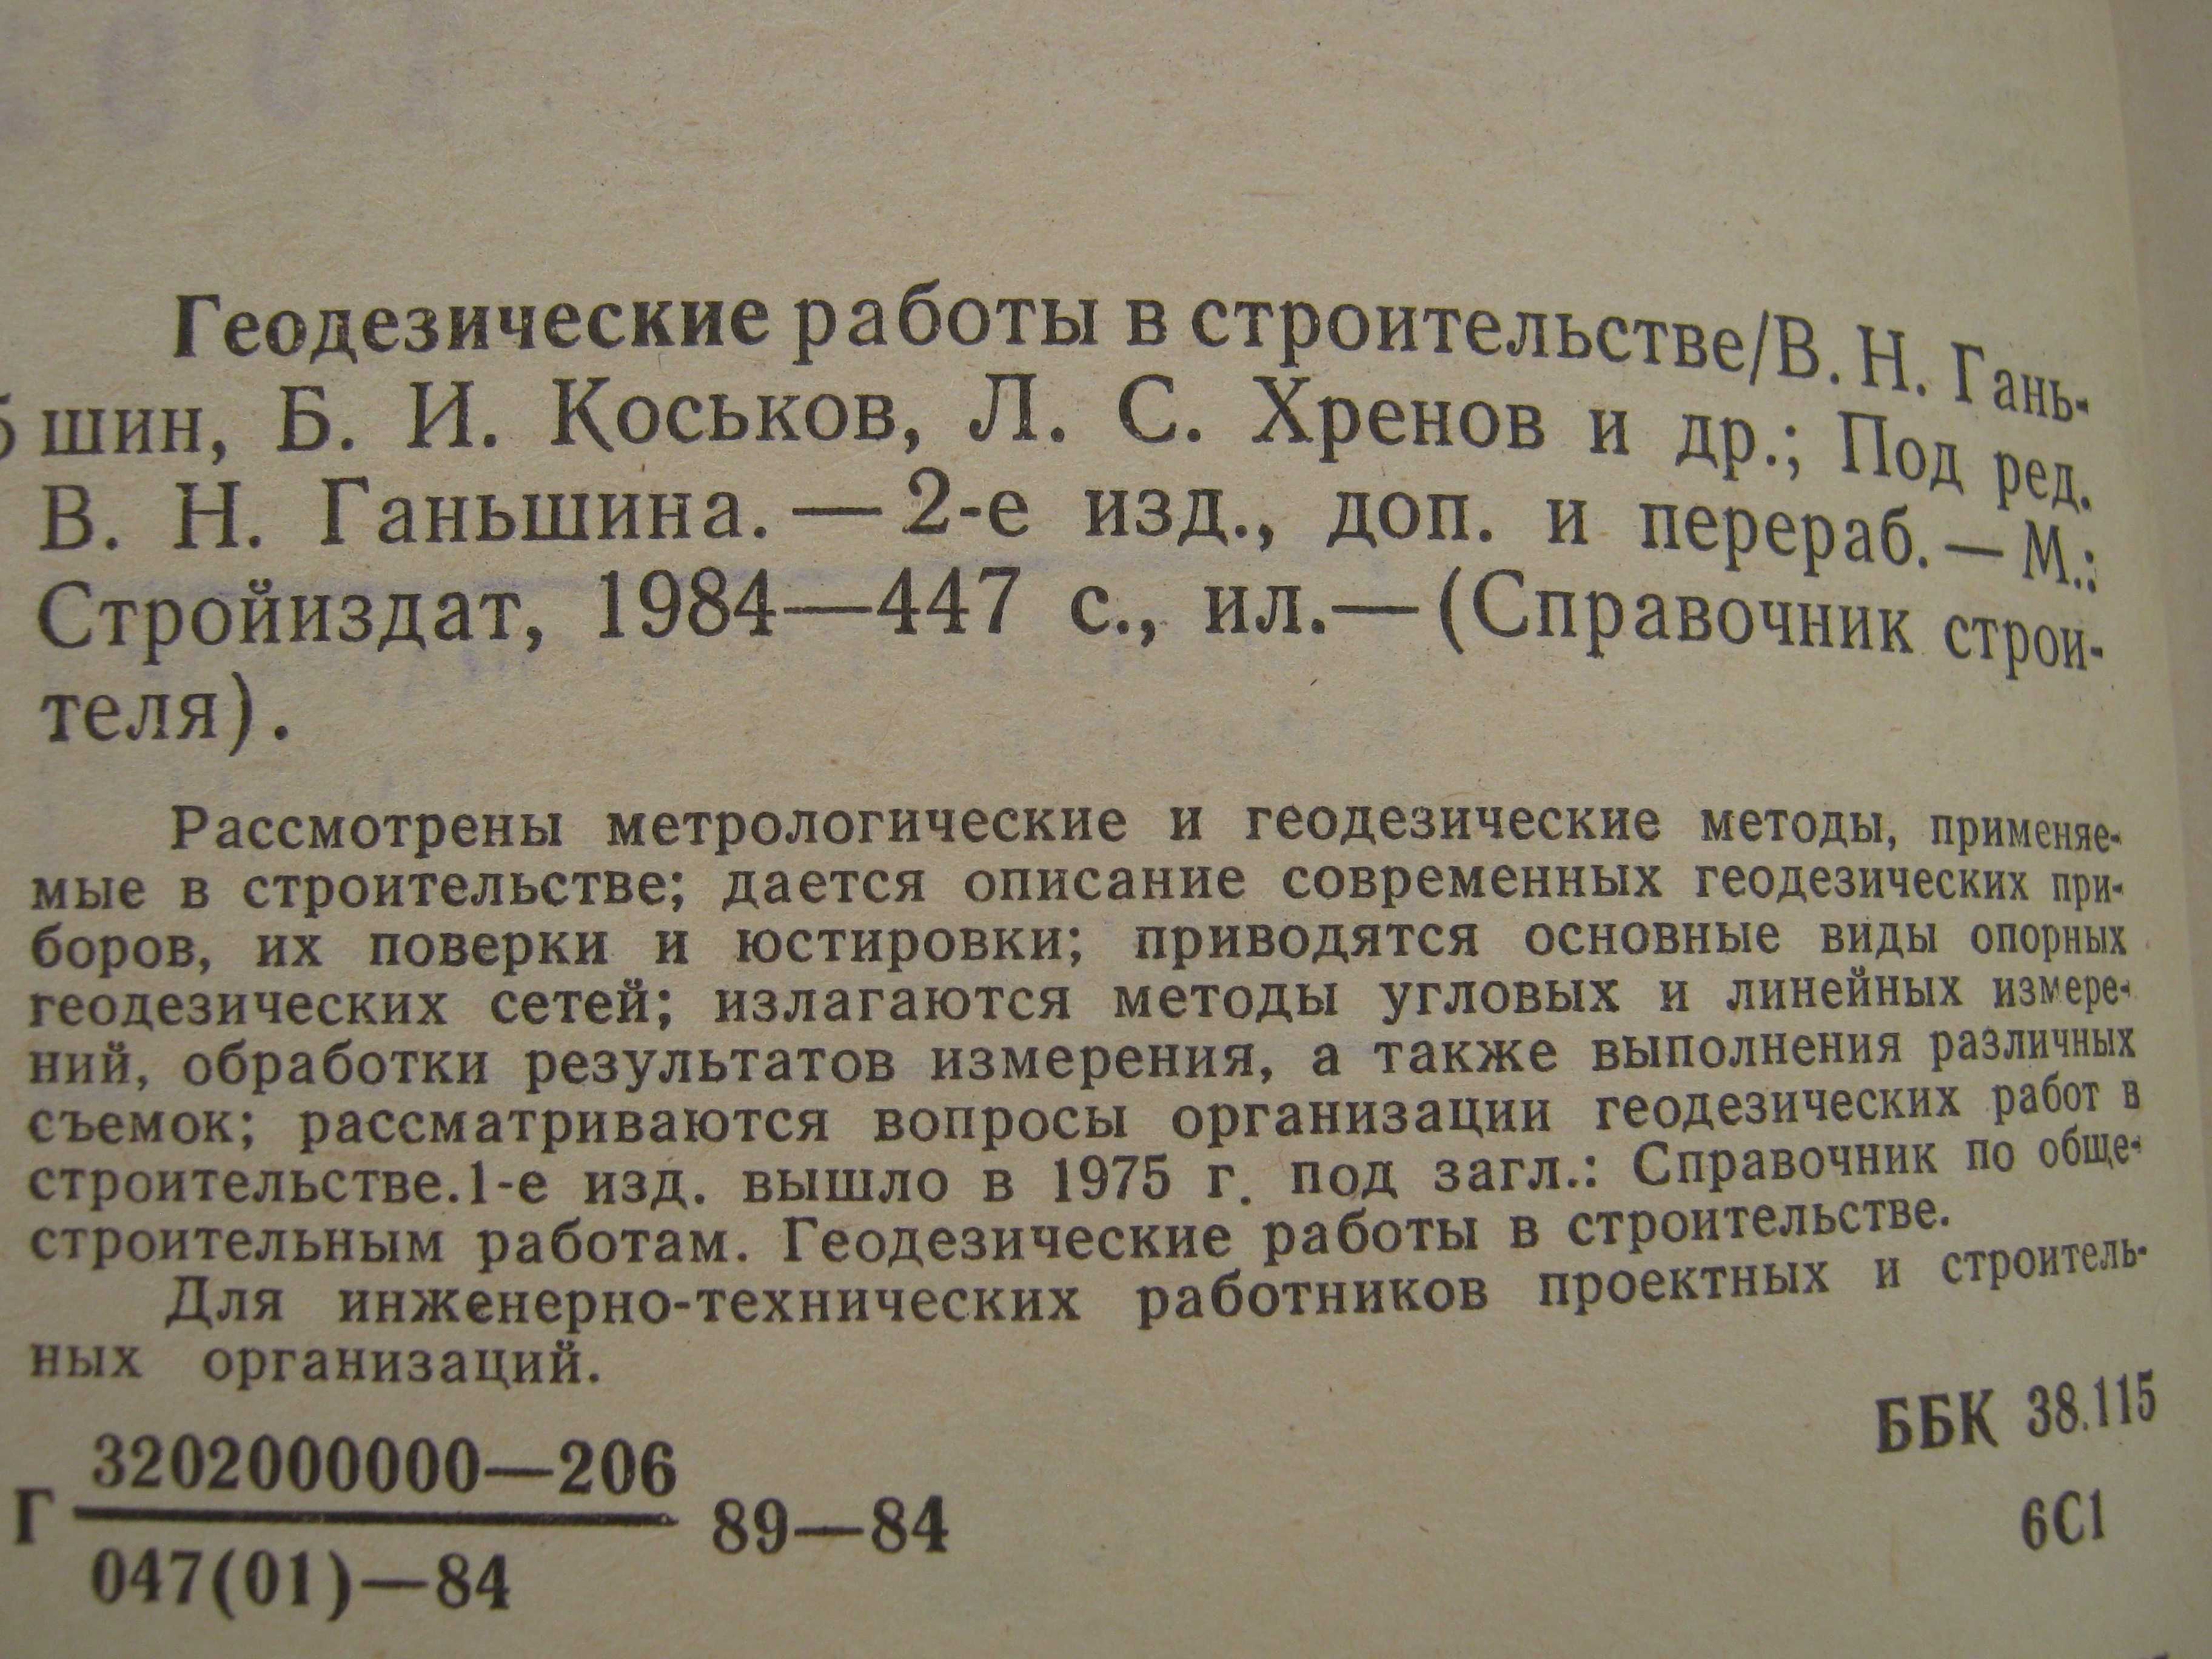 Геодезические работы в строительстве/В. Н. Гань-
шин, Б. И. Коськов, Л. С. Хренов и др.; Под ред.
В. Н. Ганьшина. — 2-е изд., доп. и перераб. — М.:
Стройиздат, 1984—447 с., ил.— (Справочник строи-
теля).
Рассмотрены метрологические и геодезические методы, применяе-
мые в строительстве; дается описание современных геодезических при-
боров, их поверки и юстировки; приводятся основные виды опорных
геодезических сетей; излагаются методы угловых и линейных измере-
ний, обработки результатов измерения, а также выполнения различных
съемок; рассматриваются вопросы организации геодезических работ в
строительстве. 1-е изд. вышло в 1975 г. под загл.: Справочник по обще-
строительным работам. Геодезические работы в строительстве.
Для инженерно-технических работников проектных и строитель-
ных организаций.
ББК 38.115
3202000000—206
Г 89—84
047(01)—84
6С1